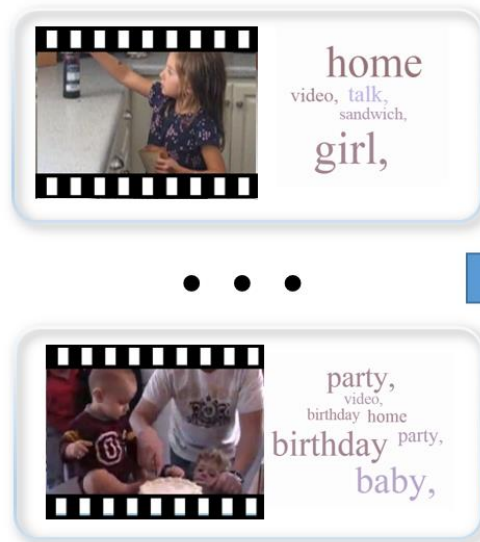 home
video, talk,
sandwich,
girl,
party,
video,
birthday home
birthday party,
baby,